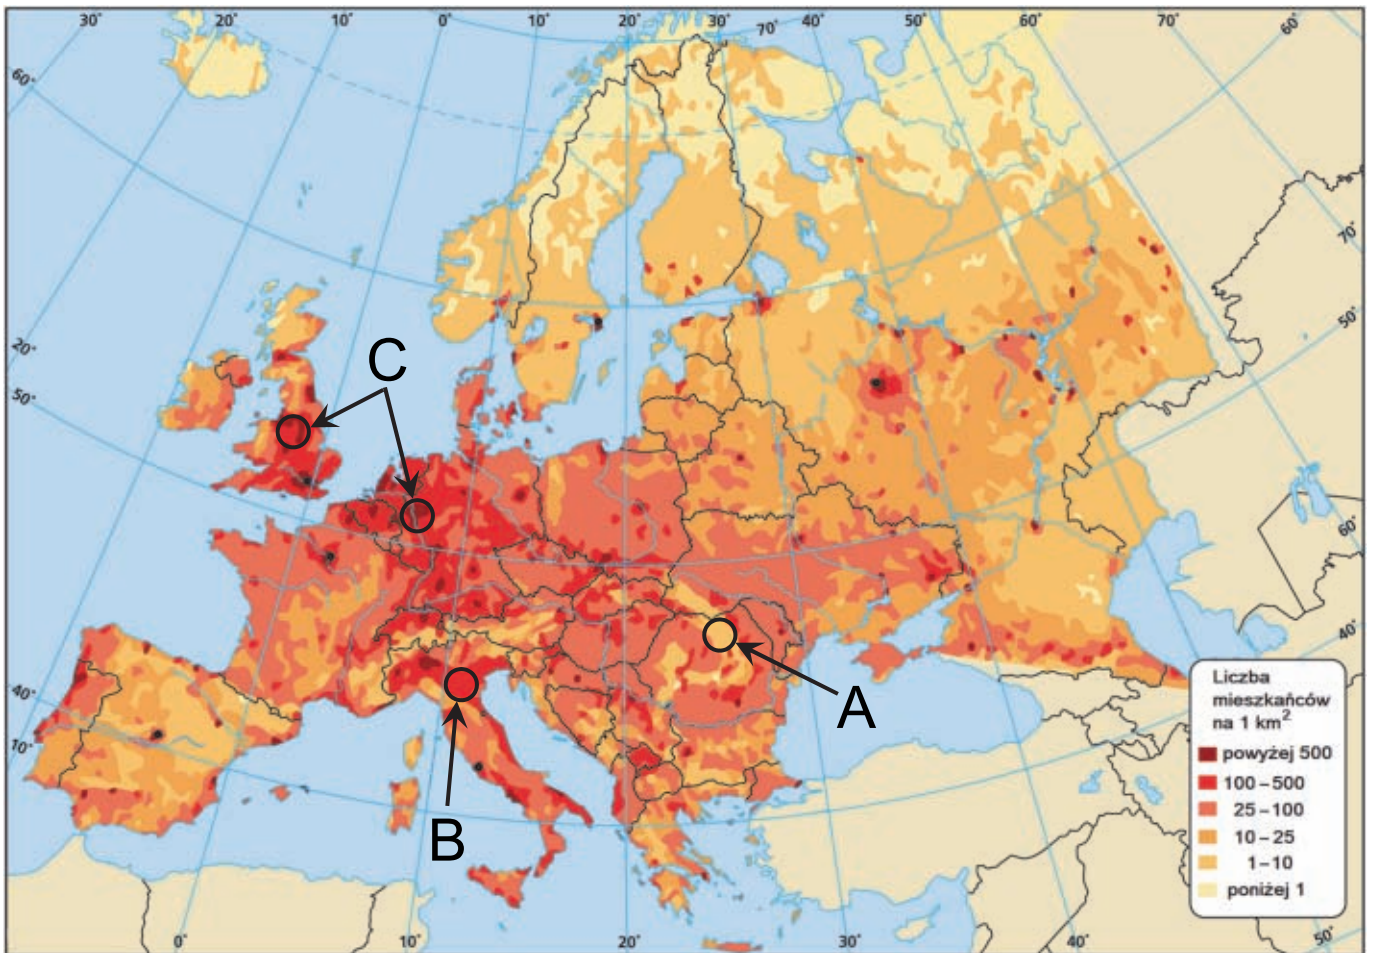 30° 20° 10° 0° 10° 20° 30° 70° 40° 50° 60° 70° 60°
60°
70°
50°
20°
C
50°
60°
40°
Liczba
mieszkańców
na 1 km²
A
40°
10°
powyżej 500
100–500
25–100
10–25
1–10
poniżej 1
B
0° 10° 20° 30° 40° 50°